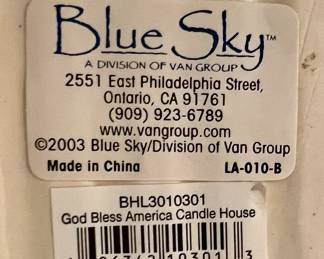 Blue Sky™
A DIVISION OF VAN GROUP
2551 East Philadelphia Street,
Ontario, CA 91761
(909) 923-6789
www.vangroup.com
©2003 Blue Sky/Division of Van Group
Made in China LA-010-B
BHL3010301
God Bless America Candle House